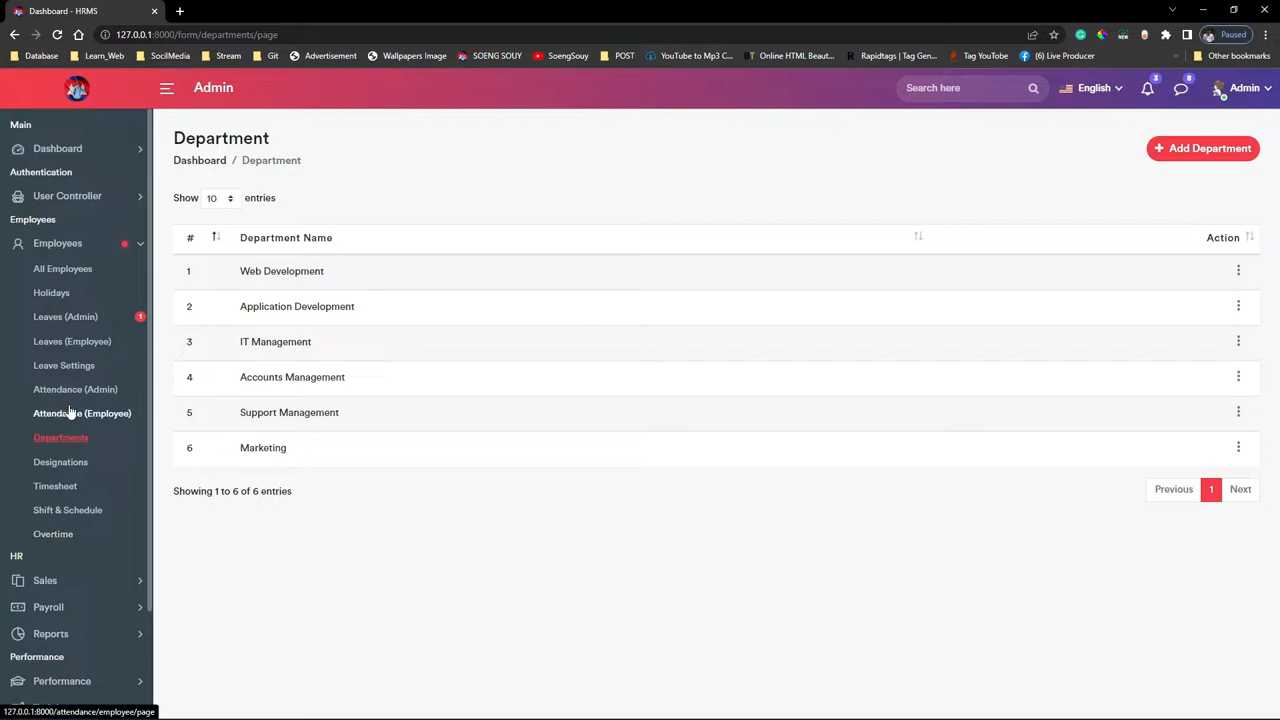 Dashboard - HRMS
127.0.0.1:8000/form/departments/page
Paused
Database
Learn_Web
SocilMedia
Stream
Git
Advertisement
Wallpapers Image
SOENG SOUY
SoengSouy
POST
YouTube to Mp3 C...
Online HTML Beaut...
Rapidtags | Tag Gen...
Tag YouTube
(6) Live Producer
Other bookmarks
Admin
Search here
English
3
8
Admin
Main
Dashboard
Authentication
User Controller
Employees
Employees
All Employees
Holidays
Leaves (Admin)
1
Leaves (Employee)
Leave Settings
Attendance (Admin)
Attendance (Employee)
Departments
Designations
Timesheet
Shift & Schedule
Overtime
HR
Sales
Payroll
Reports
Performance
Performance
127.0.0.1:8000/attendance/employee/page
Department
Dashboard / Department
+ Add Department
Show 10 entries
# Department Name Action
1 Web Development
2 Application Development
3 IT Management
4 Accounts Management
5 Support Management
6 Marketing
Showing 1 to 6 of 6 entries
Previous 1 Next